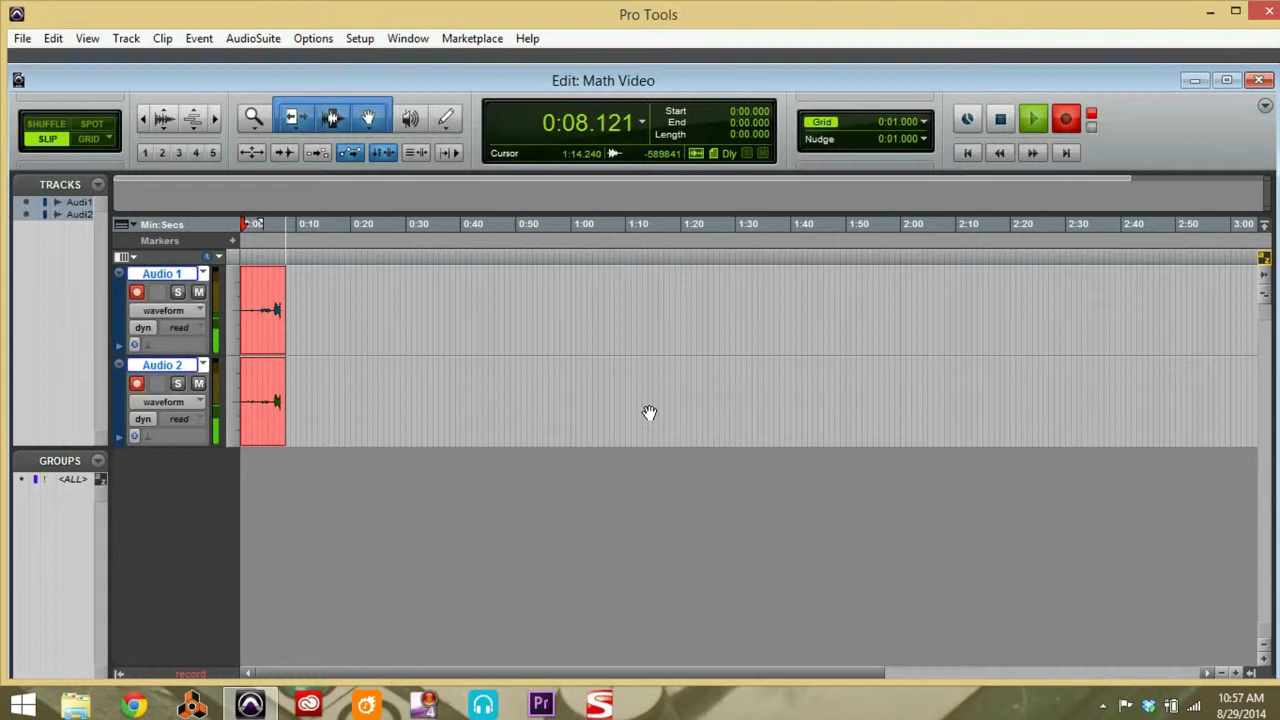 Pro Tools
File Edit View Track Clip Event AudioSuite Options Setup Window Marketplace Help
Edit: Math Video
SHUFFLE SPOT
SLIP GRID
1 2 3 4 5
0:08.121
Start 0:00.000
End 0:00.000
Length 0:00.000
Cursor 1:14.240 -589841 Dly
Grid 0:01.000
Nudge 0:01.000
TRACKS
Audi1
Audi2
Min:Secs 0:10 0:20 0:30 0:40 0:50 1:00 1:10 1:20 1:30 1:40 1:50 2:00 2:10 2:20 2:30 2:40 2:50 3:00
Markers
Audio 1
S M
waveform
dyn read
Audio 2
S M
waveform
dyn read
GROUPS
! <ALL>
record
4 Pr S
10:57 AM
8/29/2014